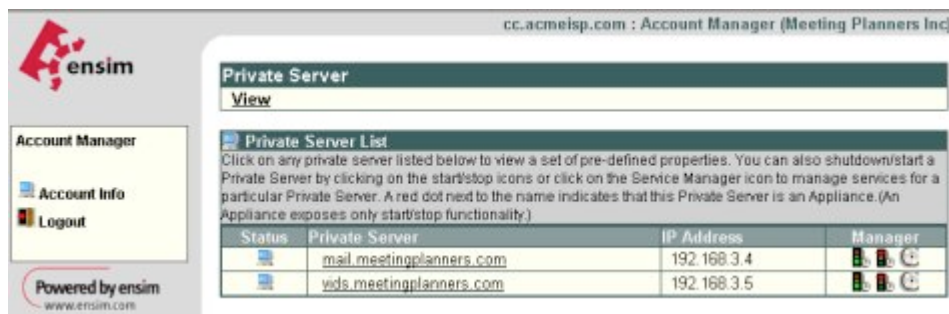 cc.acmeisp.com : Account Manager (Meeting Planners Inc
ensim
Private Server
View
Account Manager
Account Info
Logout
Powered by ensim
www.ensim.com
Private Server List
Click on any private server listed below to view a set of pre-defined properties. You can also shutdown/start a
Private Server by clicking on the start/stop icons or click on the Service Manager icon to manage services for a
particular Private Server. A red dot next to the name indicates that this Private Server is an Appliance.(An
Appliance exposes only start/stop functionality.)
Status Private Server IP Address Manager
mail.meetingplanners.com 192.168.3.4
vids.meetingplanners.com 192.168.3.5